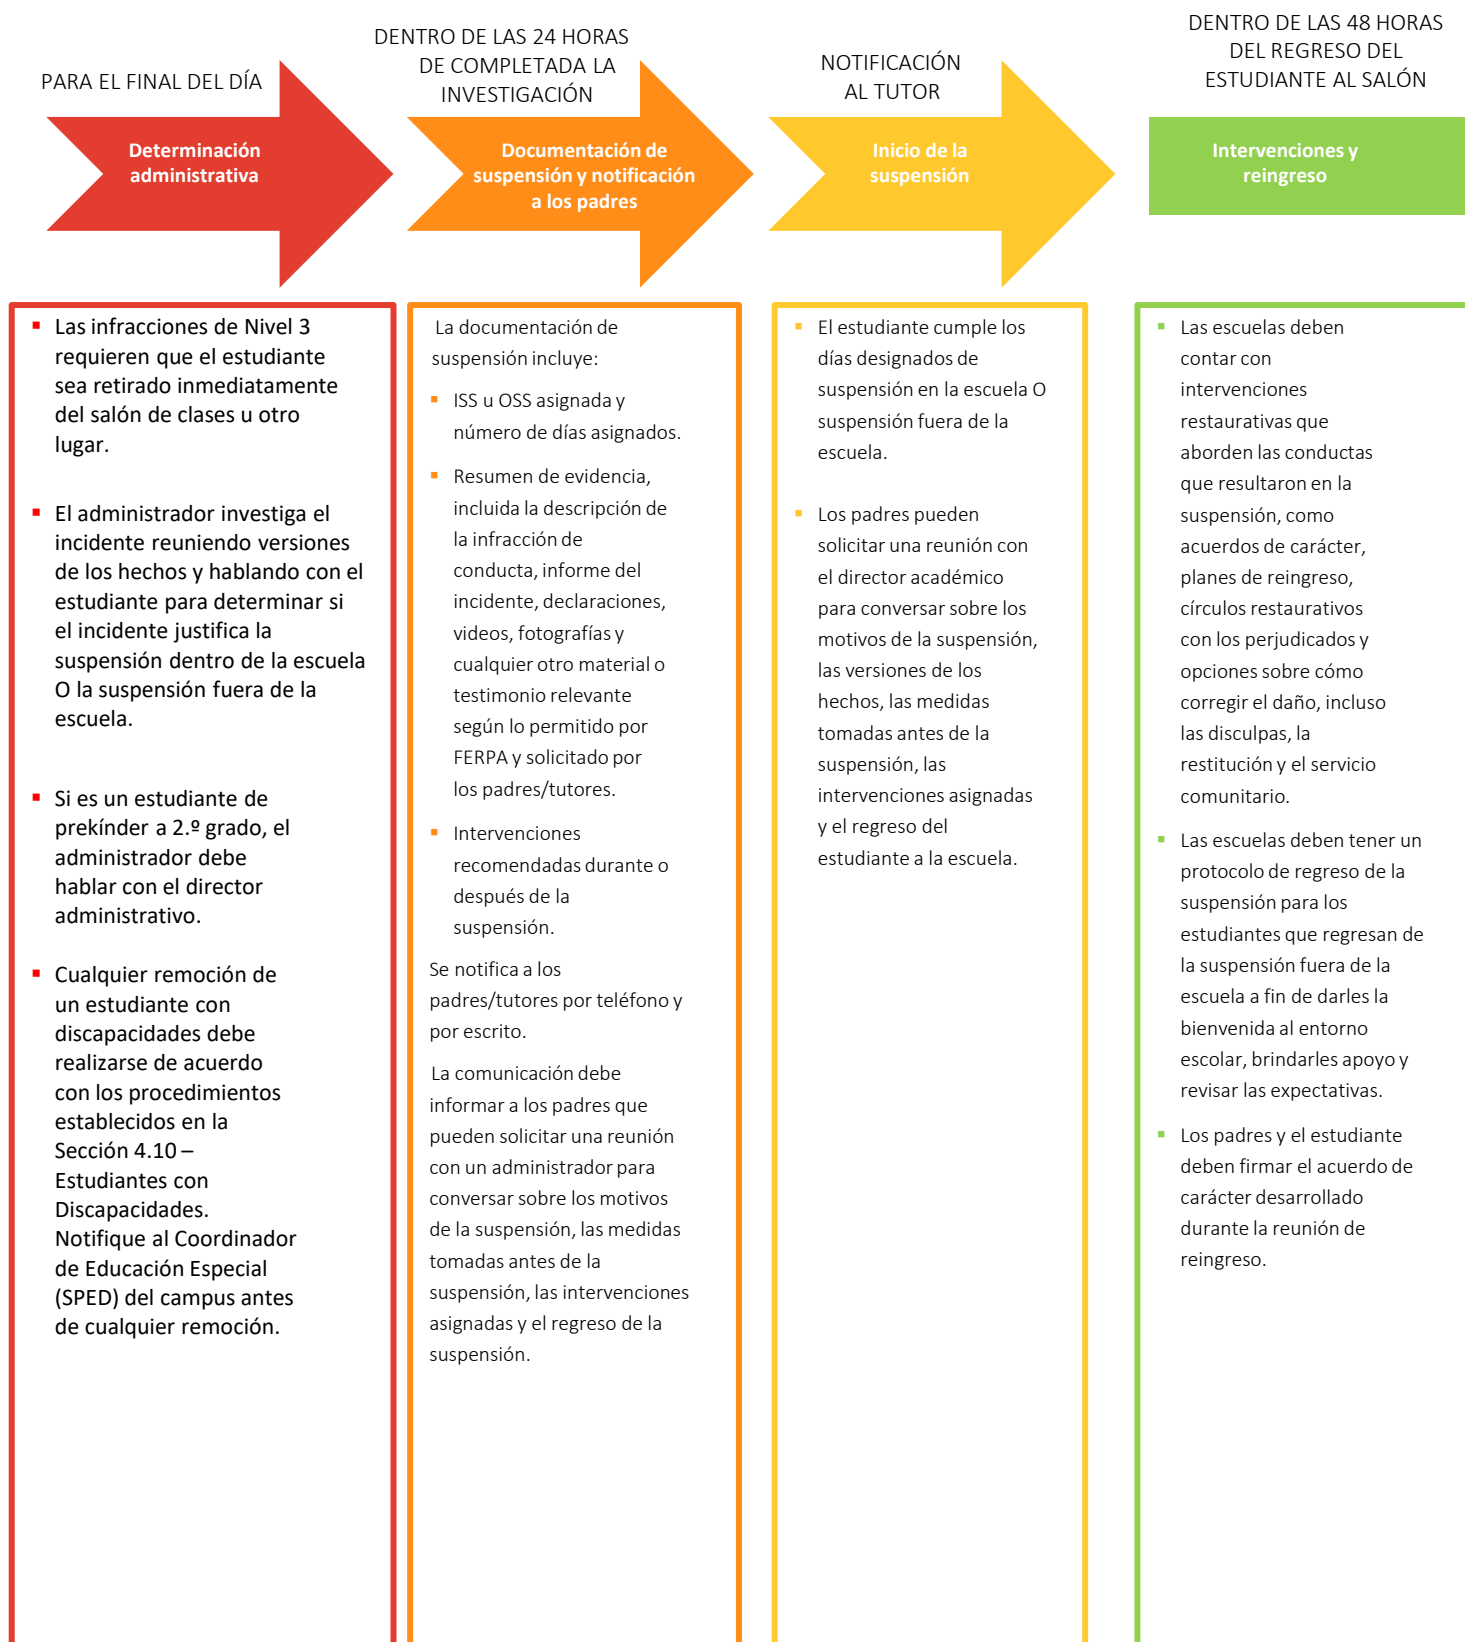 PARA EL FINAL DEL DÍA
Determinación
administrativa
▪ Las infracciones de Nivel 3
requieren que el estudiante
sea retirado inmediatamente
del salón de clases u otro
lugar.
▪ El administrador investiga el
incidente reuniendo versiones
de los hechos y hablando con el
estudiante para determinar si
el incidente justifica la
suspensión dentro de la escuela
O la suspensión fuera de la
escuela.
▪ Si es un estudiante de
prekínder a 2.º grado, el
administrador debe
hablar con el director
administrativo.
▪ Cualquier remoción de
un estudiante con
discapacidades debe
realizarse de acuerdo
con los procedimientos
establecidos en la
Sección 4.10 –
Estudiantes con
Discapacidades.
Notifique al Coordinador
de Educación Especial
(SPED) del campus antes
de cualquier remoción.
DENTRO DE LAS 24 HORAS
DE COMPLETADA LA
INVESTIGACIÓN
Documentación de
suspensión y notificación
a los padres
La documentación de
suspensión incluye:
▪ ISS u OSS asignada y
número de días asignados.
▪ Resumen de evidencia,
incluida la descripción de
la infracción de
conducta, informe del
incidente, declaraciones,
videos, fotografías y
cualquier otro material o
testimonio relevante
según lo permitido por
FERPA y solicitado por
los padres/tutores.
▪ Intervenciones
recomendadas durante o
después de la
suspensión.
Se notifica a los
padres/tutores por teléfono y
por escrito.
La comunicación debe
informar a los padres que
pueden solicitar una reunión
con un administrador para
conversar sobre los motivos
de la suspensión, las medidas
tomadas antes de la
suspensión, las intervenciones
asignadas y el regreso de la
suspensión.
NOTIFICACIÓN
AL TUTOR
Inicio de la
suspensión
▪ El estudiante cumple los
días designados de
suspensión en la escuela O
suspensión fuera de la
escuela.
▪ Los padres pueden
solicitar una reunión con
el director académico
para conversar sobre los
motivos de la suspensión,
las versiones de los
hechos, las medidas
tomadas antes de la
suspensión, las
intervenciones asignadas
y el regreso del
estudiante a la escuela.
DENTRO DE LAS 48 HORAS
DEL REGRESO DEL
ESTUDIANTE AL SALÓN
Intervenciones y
reingreso
▪ Las escuelas deben
contar con
intervenciones
restaurativas que
aborden las conductas
que resultaron en la
suspensión, como
acuerdos de carácter,
planes de reingreso,
círculos restaurativos
con los perjudicados y
opciones sobre cómo
corregir el daño, incluso
las disculpas, la
restitución y el servicio
comunitario.
▪ Las escuelas deben tener un
protocolo de regreso de la
suspensión para los
estudiantes que regresan de
la suspensión fuera de la
escuela a fin de darles la
bienvenida al entorno
escolar, brindarles apoyo y
revisar las expectativas.
▪ Los padres y el estudiante
deben firmar el acuerdo de
carácter desarrollado
durante la reunión de
reingreso.